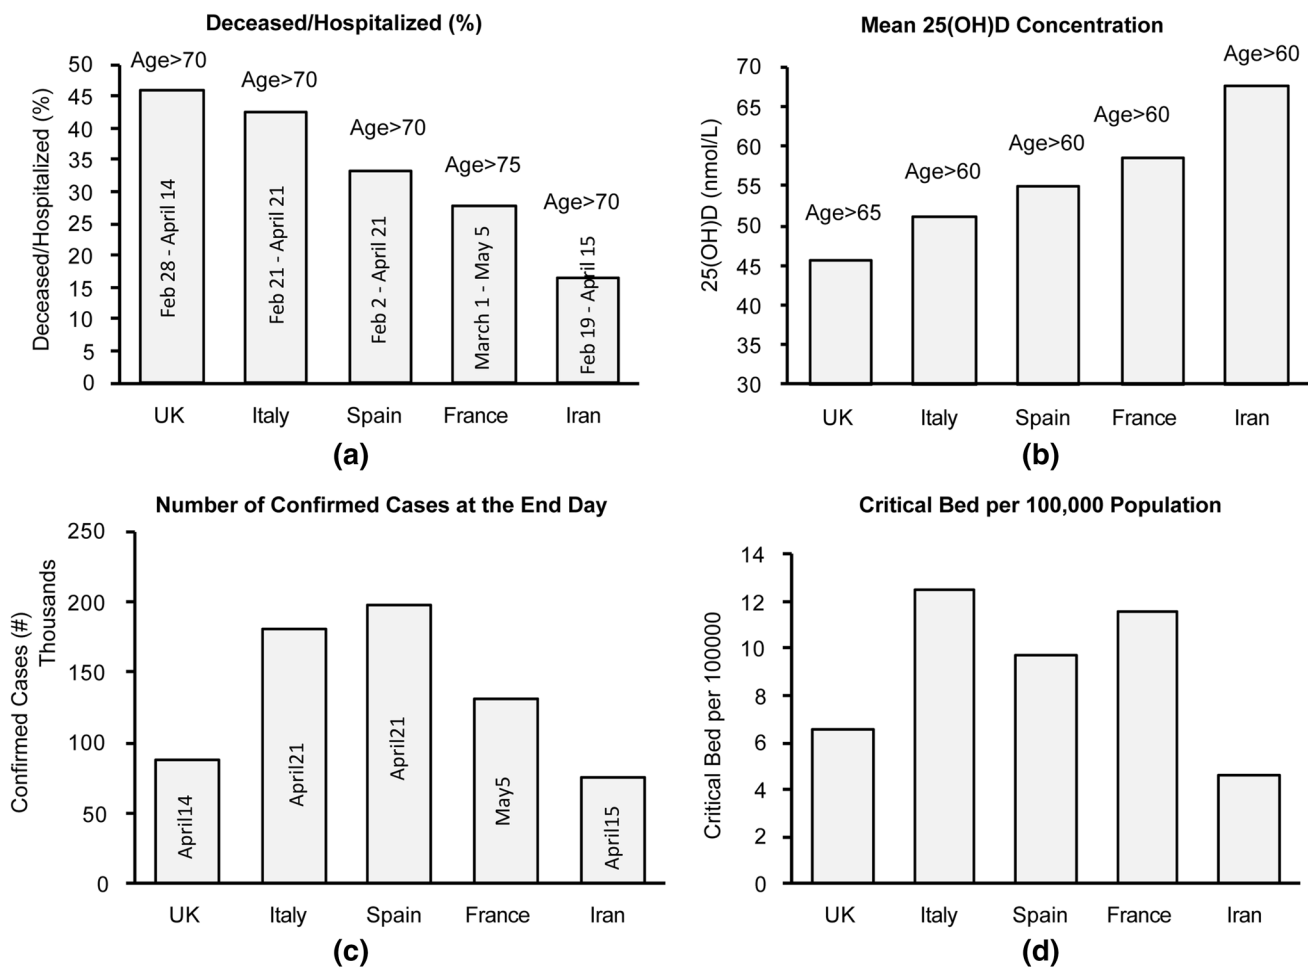 Deceased/Hospitalized (%)
Deceased/Hospitalized (%)
50
45
40
35
30
25
20
15
10
5
0
Age>70
Age>70
Age>70
Age>75
Age>70
Feb 28 - April 14
Feb 21 - April 21
Feb 2 - April 21
March 1 - May 5
Feb 19 - April 15
UK Italy Spain France Iran
(a)
Mean 25(OH)D Concentration
25(OH)D (nmol/L)
70
65
60
55
50
45
40
35
30
Age>65
Age>60
Age>60
Age>60
Age>60
UK Italy Spain France Iran
(b)
Number of Confirmed Cases at the End Day
Confirmed Cases (#)
Thousands
250
200
150
100
50
0
April14
April21
April21
May5
April15
UK Italy Spain France Iran
(c)
Critical Bed per 100,000 Population
Critical Bed per 100000
14
12
10
8
6
4
2
0
UK Italy Spain France Iran
(d)